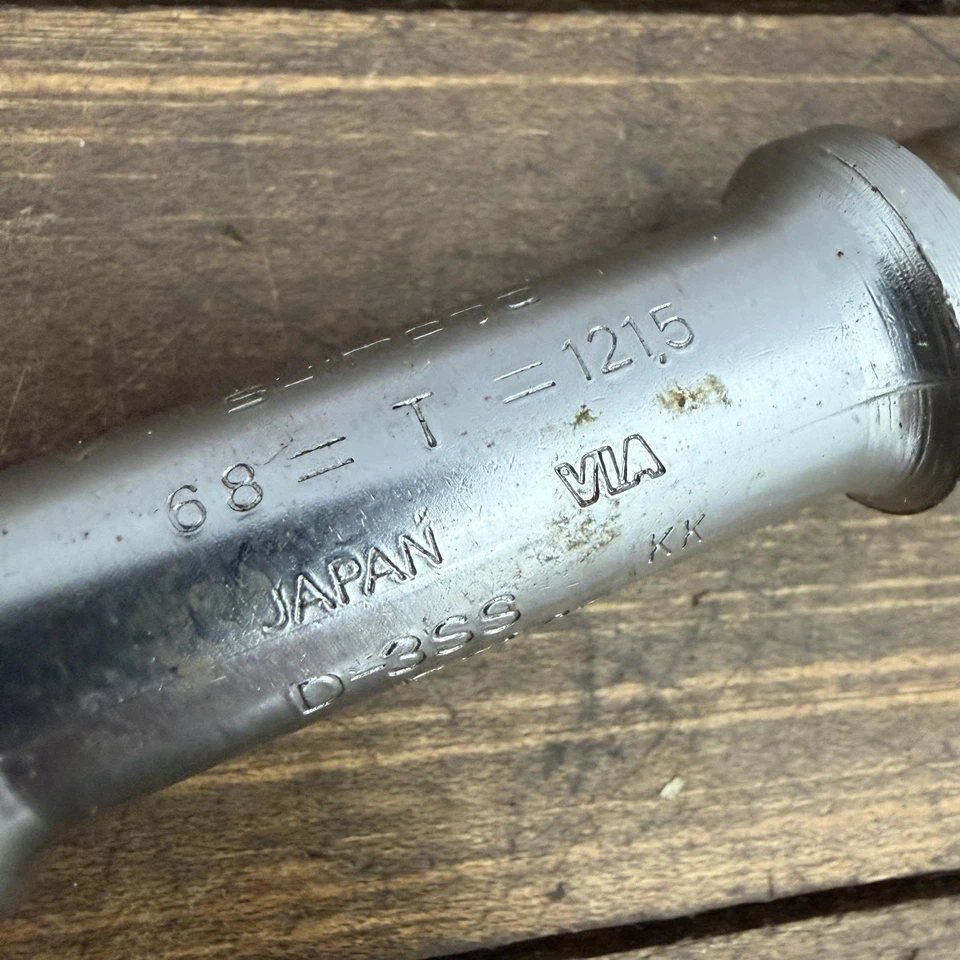 68=T=121,5
JAPAN VIA
D-3SS KK